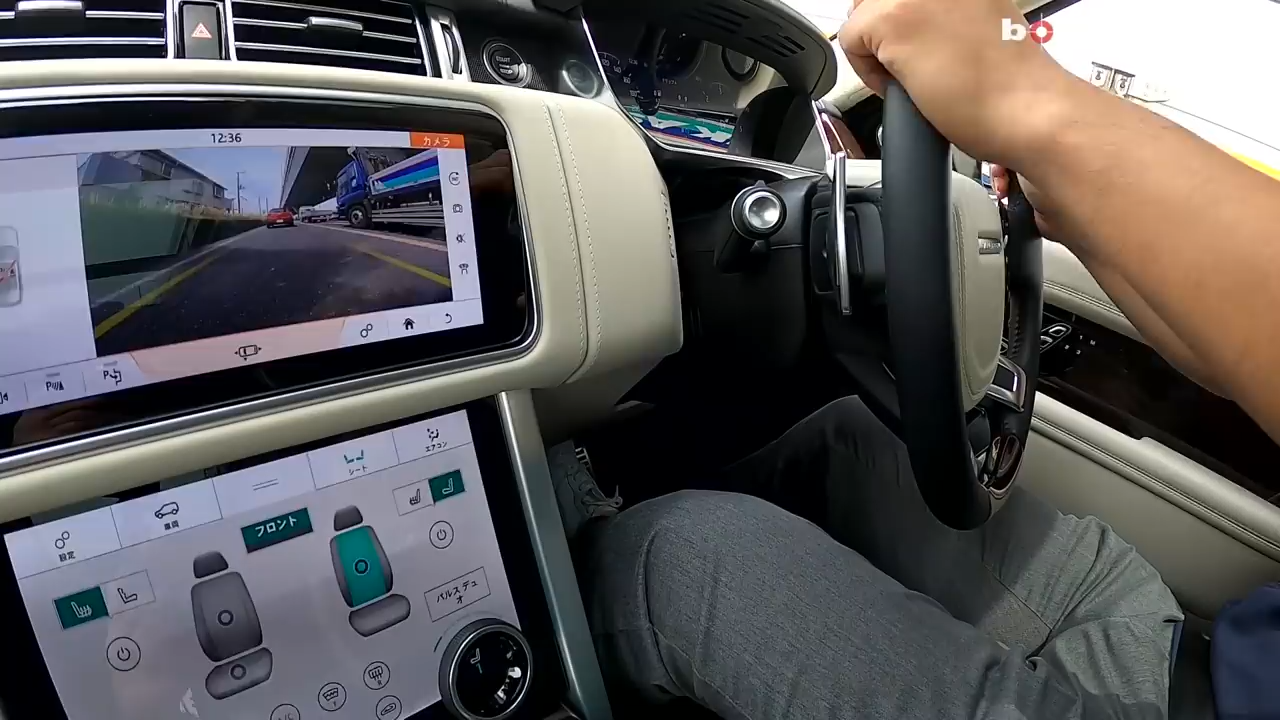 bo
START
12:36
カメラ
エアコン
シート
車両
設定
フロント
パルス デュ
オ
A/C